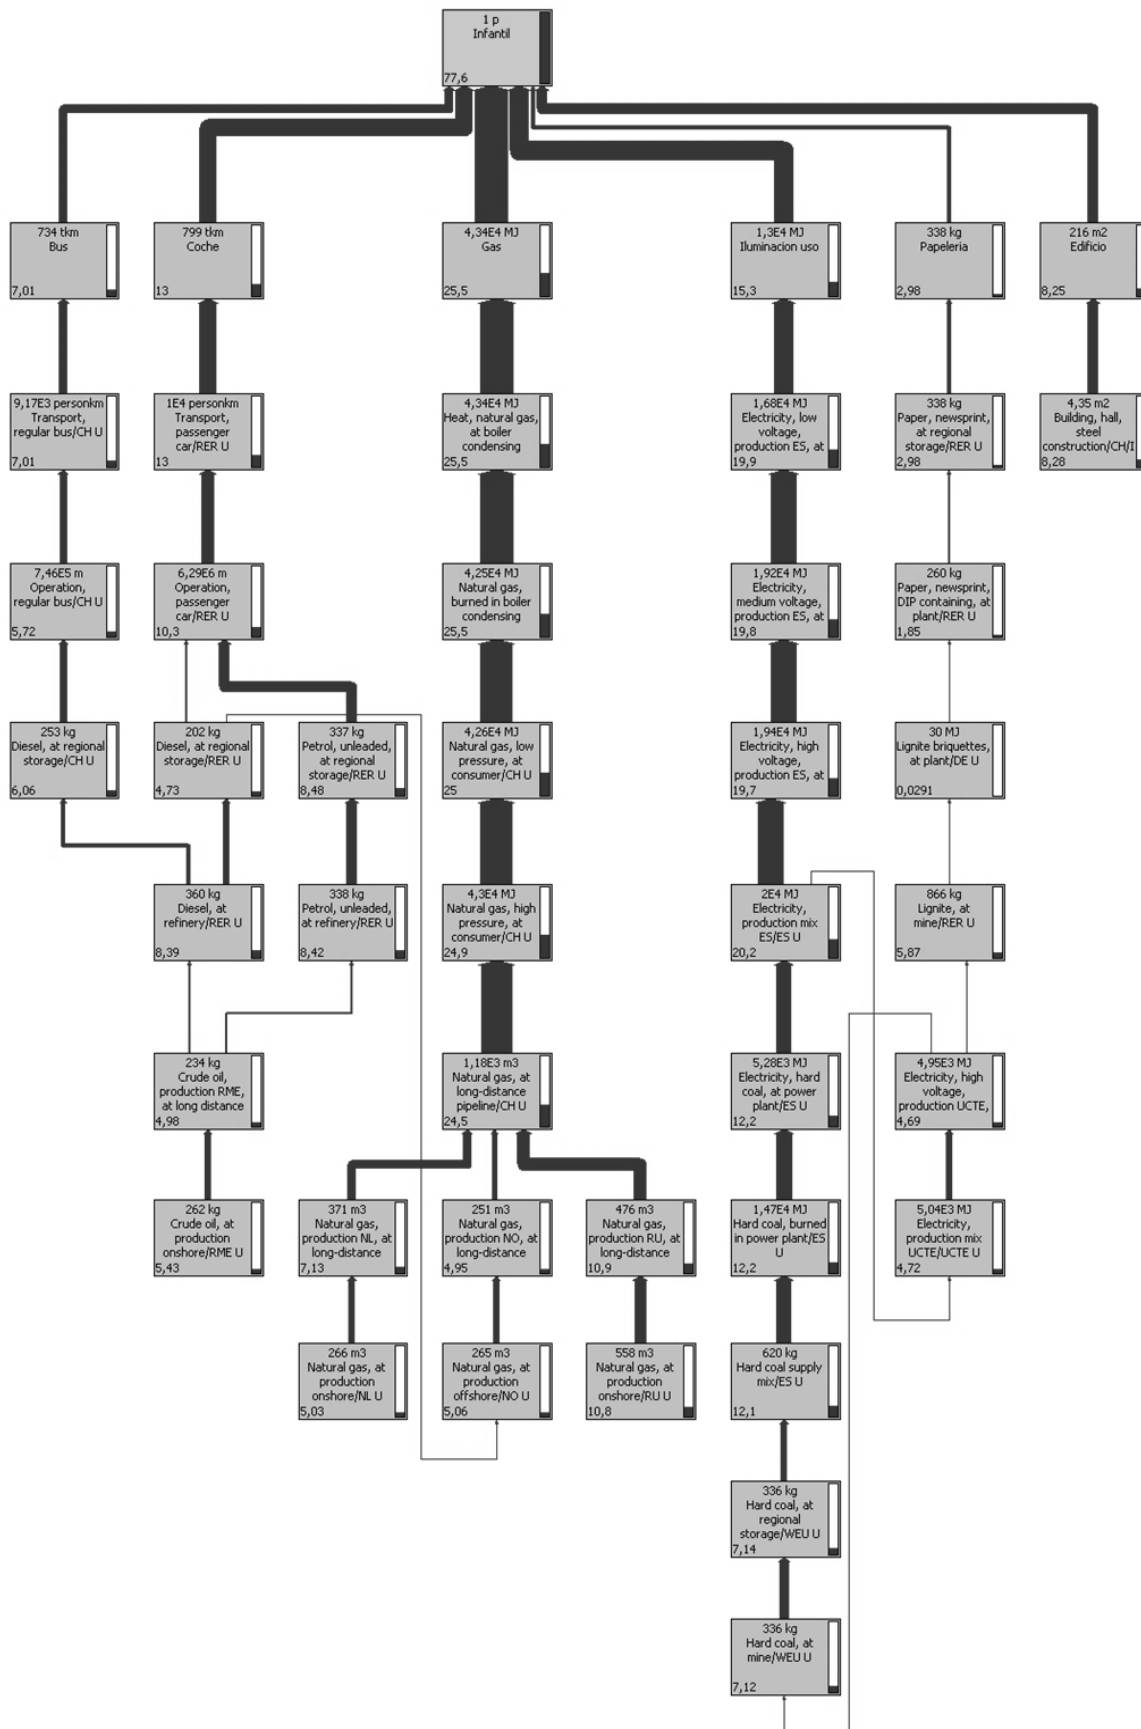 1 p
Infantil
77,6
734 tkm
Bus
7,01
799 tkm
Coche
13
4,34E4 MJ
Gas
25,5
1,3E4 MJ
Iluminacion uso
15,3
338 kg
Papeleria
2,98
216 m2
Edificio
8,25
9,17E3 personkm
Transport,
regular bus/CH U
7,01
1E4 personkm
Transport,
passenger
car/RER U
13
4,34E4 MJ
Heat, natural gas,
at boiler
condensing
25,5
1,68E4 MJ
Electricity, low
voltage,
production ES, at
19,9
338 kg
Paper, newsprint,
at regional
storage/RER U
2,98
4,35 m2
Building, hall,
steel
construction/CH/I
8,28
7,46E5 m
Operation,
regular bus/CH U
5,72
6,29E6 m
Operation,
passenger
car/RER U
10,3
4,25E4 MJ
Natural gas,
burned in boiler
condensing
25,5
1,92E4 MJ
Electricity,
medium voltage,
production ES, at
19,8
260 kg
Paper, newsprint,
DIP containing, at
plant/RER U
1,85
253 kg
Diesel, at regional
storage/CH U
6,06
202 kg
Diesel, at regional
storage/RER U
4,73
337 kg
Petrol, unleaded,
at regional
storage/RER U
8,48
4,26E4 MJ
Natural gas, low
pressure, at
consumer/CH U
25
1,94E4 MJ
Electricity, high
voltage,
production ES, at
19,7
30 MJ
Lignite briquettes,
at plant/DE U
0,0291
360 kg
Diesel, at
refinery/RER U
8,39
338 kg
Petrol, unleaded,
at refinery/RER U
8,42
4,3E4 MJ
Natural gas, high
pressure, at
consumer/CH U
24,9
2E4 MJ
Electricity,
production mix
ES/ES U
20,2
866 kg
Lignite, at
mine/RER U
5,87
234 kg
Crude oil,
production RME,
at long distance
4,98
1,18E3 m3
Natural gas, at
long-distance
pipeline/CH U
24,5
5,28E3 MJ
Electricity, hard
coal, at power
plant/ES U
12,2
4,95E3 MJ
Electricity, high
voltage,
production UCTE,
4,69
262 kg
Crude oil, at
production
onshore/RME U
5,43
371 m3
Natural gas,
production NL, at
long-distance
7,13
251 m3
Natural gas,
production NO, at
long-distance
4,95
476 m3
Natural gas,
production RU, at
long-distance
10,9
1,47E4 MJ
Hard coal, burned
in power plant/ES
U
12,2
5,04E3 MJ
Electricity,
production mix
UCTE/UCTE U
4,72
266 m3
Natural gas, at
production
onshore/NL U
5,03
265 m3
Natural gas, at
production
offshore/NO U
5,06
558 m3
Natural gas, at
production
onshore/RU U
10,8
620 kg
Hard coal supply
mix/ES U
12,1
336 kg
Hard coal, at
regional
storage/WEU U
7,14
336 kg
Hard coal, at
mine/WEU U
7,12